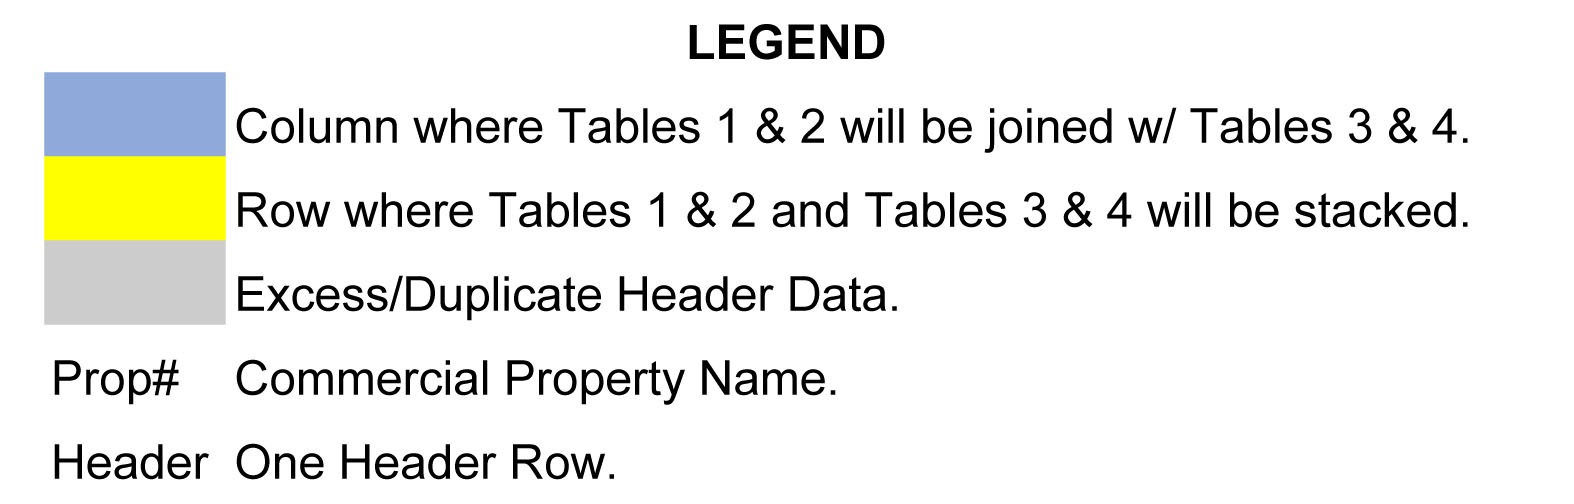 LEGEND
Column where Tables 1 & 2 will be joined w/ Tables 3 & 4.
Row where Tables 1 & 2 and Tables 3 & 4 will be stacked.
Excess/Duplicate Header Data.
Prop# Commercial Property Name.
Header One Header Row.